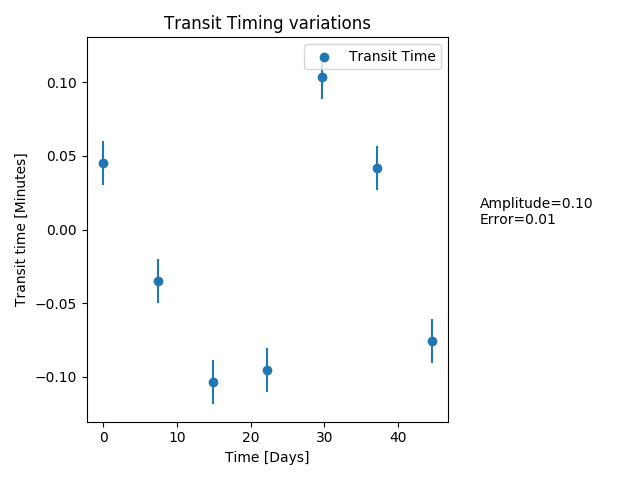 Transit Timing variations
Transit Time
0.10
0.05
0.00
−0.05
−0.10
Transit time [Minutes]
0 10 20 30 40
Time [Days]
Amplitude=0.10
Error=0.01